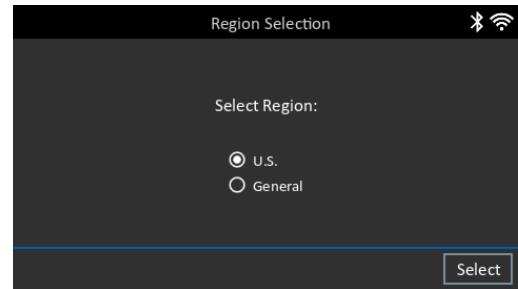 Region Selection
Select Region:
U.S.
General
Select